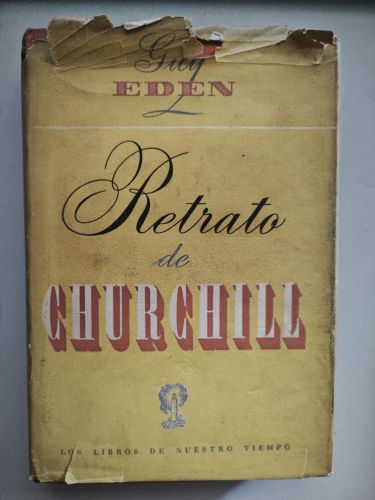 Guy
EDEN
Retrato
de
CHURCHILL
LOS LIBROS DE NUESTRO TIEMPO